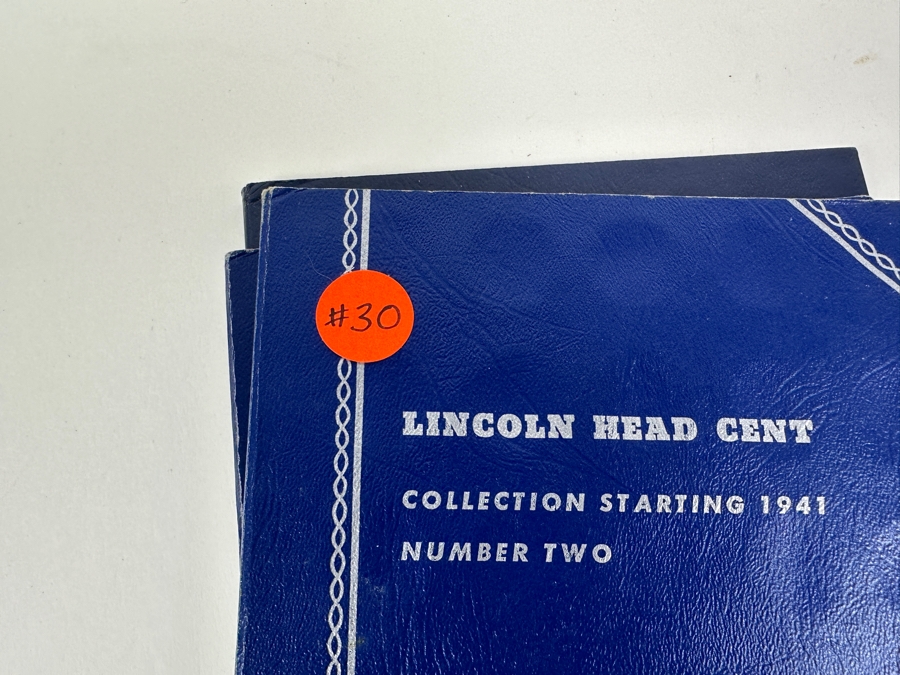 #30
LINCOLN HEAD CENT
COLLECTION STARTING 1941
NUMBER TWO